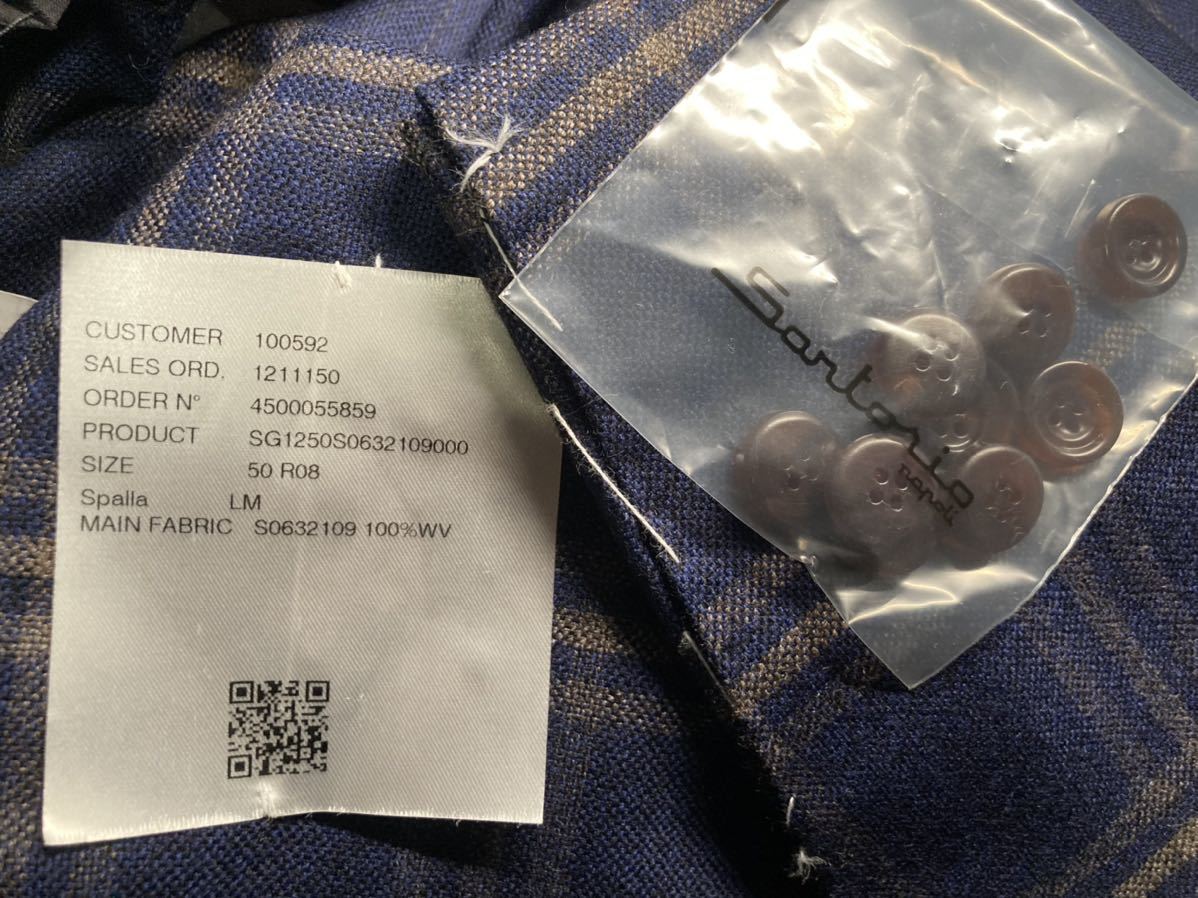 CUSTOMER 100592
SALES ORD. 1211150
ORDER N° 4500055859
PRODUCT SG1250S0632109000
SIZE 50 R08
Spalla LM
MAIN FABRIC S0632109 100%WV
Sartorio
napoli